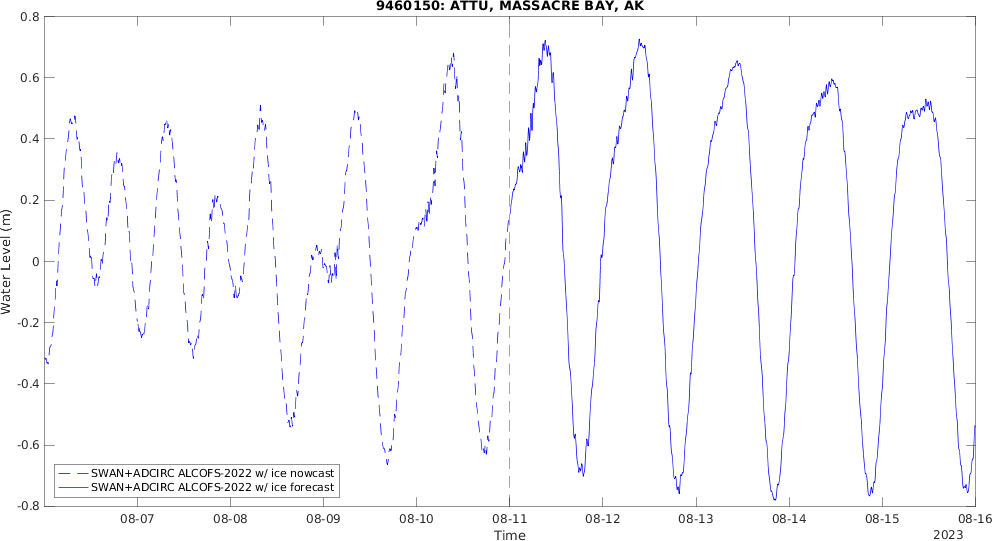 9460150: ATTU, MASSACRE BAY, AK
0.8
0.6
0.4
0.2
0
-0.2
-0.4
-0.6
-0.8
Water Level (m)
SWAN+ADCIRC ALCOFS-2022 w/ ice nowcast
SWAN+ADCIRC ALCOFS-2022 w/ ice forecast
08-07 08-08 08-09 08-10 08-11 08-12 08-13 08-14 08-15 08-16
Time
2023